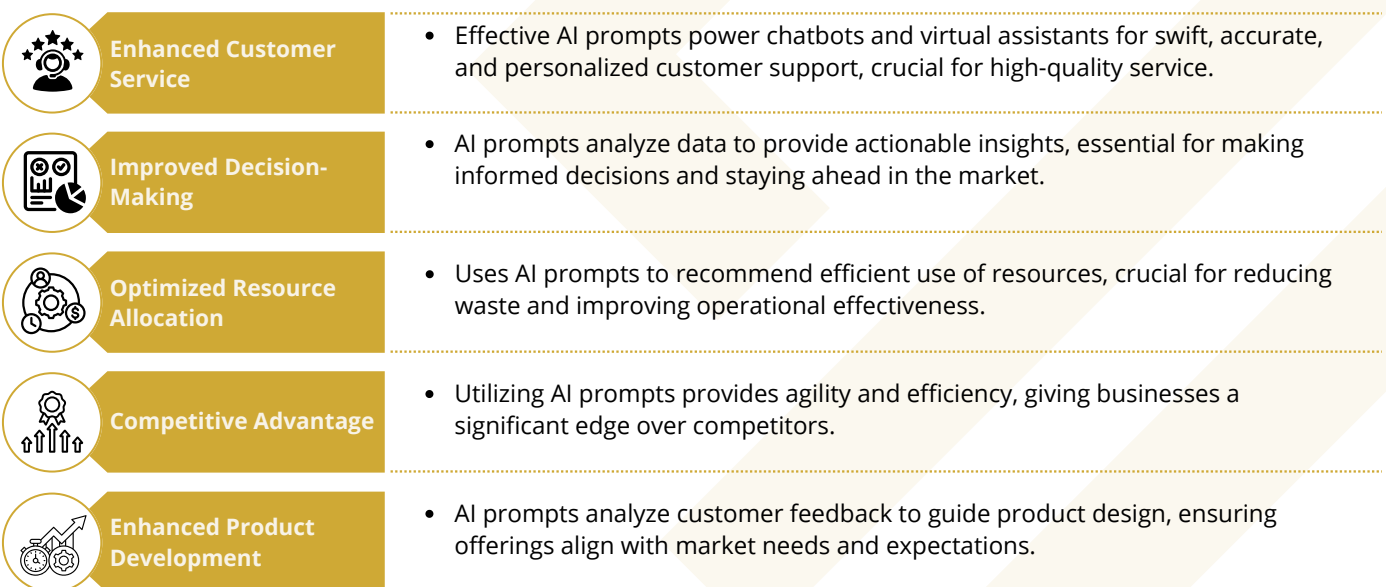 Enhanced Customer
Service
• Effective AI prompts power chatbots and virtual assistants for swift, accurate,
and personalized customer support, crucial for high-quality service.
Improved Decision-
Making
• AI prompts analyze data to provide actionable insights, essential for making
informed decisions and staying ahead in the market.
Optimized Resource
Allocation
• Uses AI prompts to recommend efficient use of resources, crucial for reducing
waste and improving operational effectiveness.
Competitive Advantage
• Utilizing AI prompts provides agility and efficiency, giving businesses a
significant edge over competitors.
Enhanced Product
Development
• AI prompts analyze customer feedback to guide product design, ensuring
offerings align with market needs and expectations.